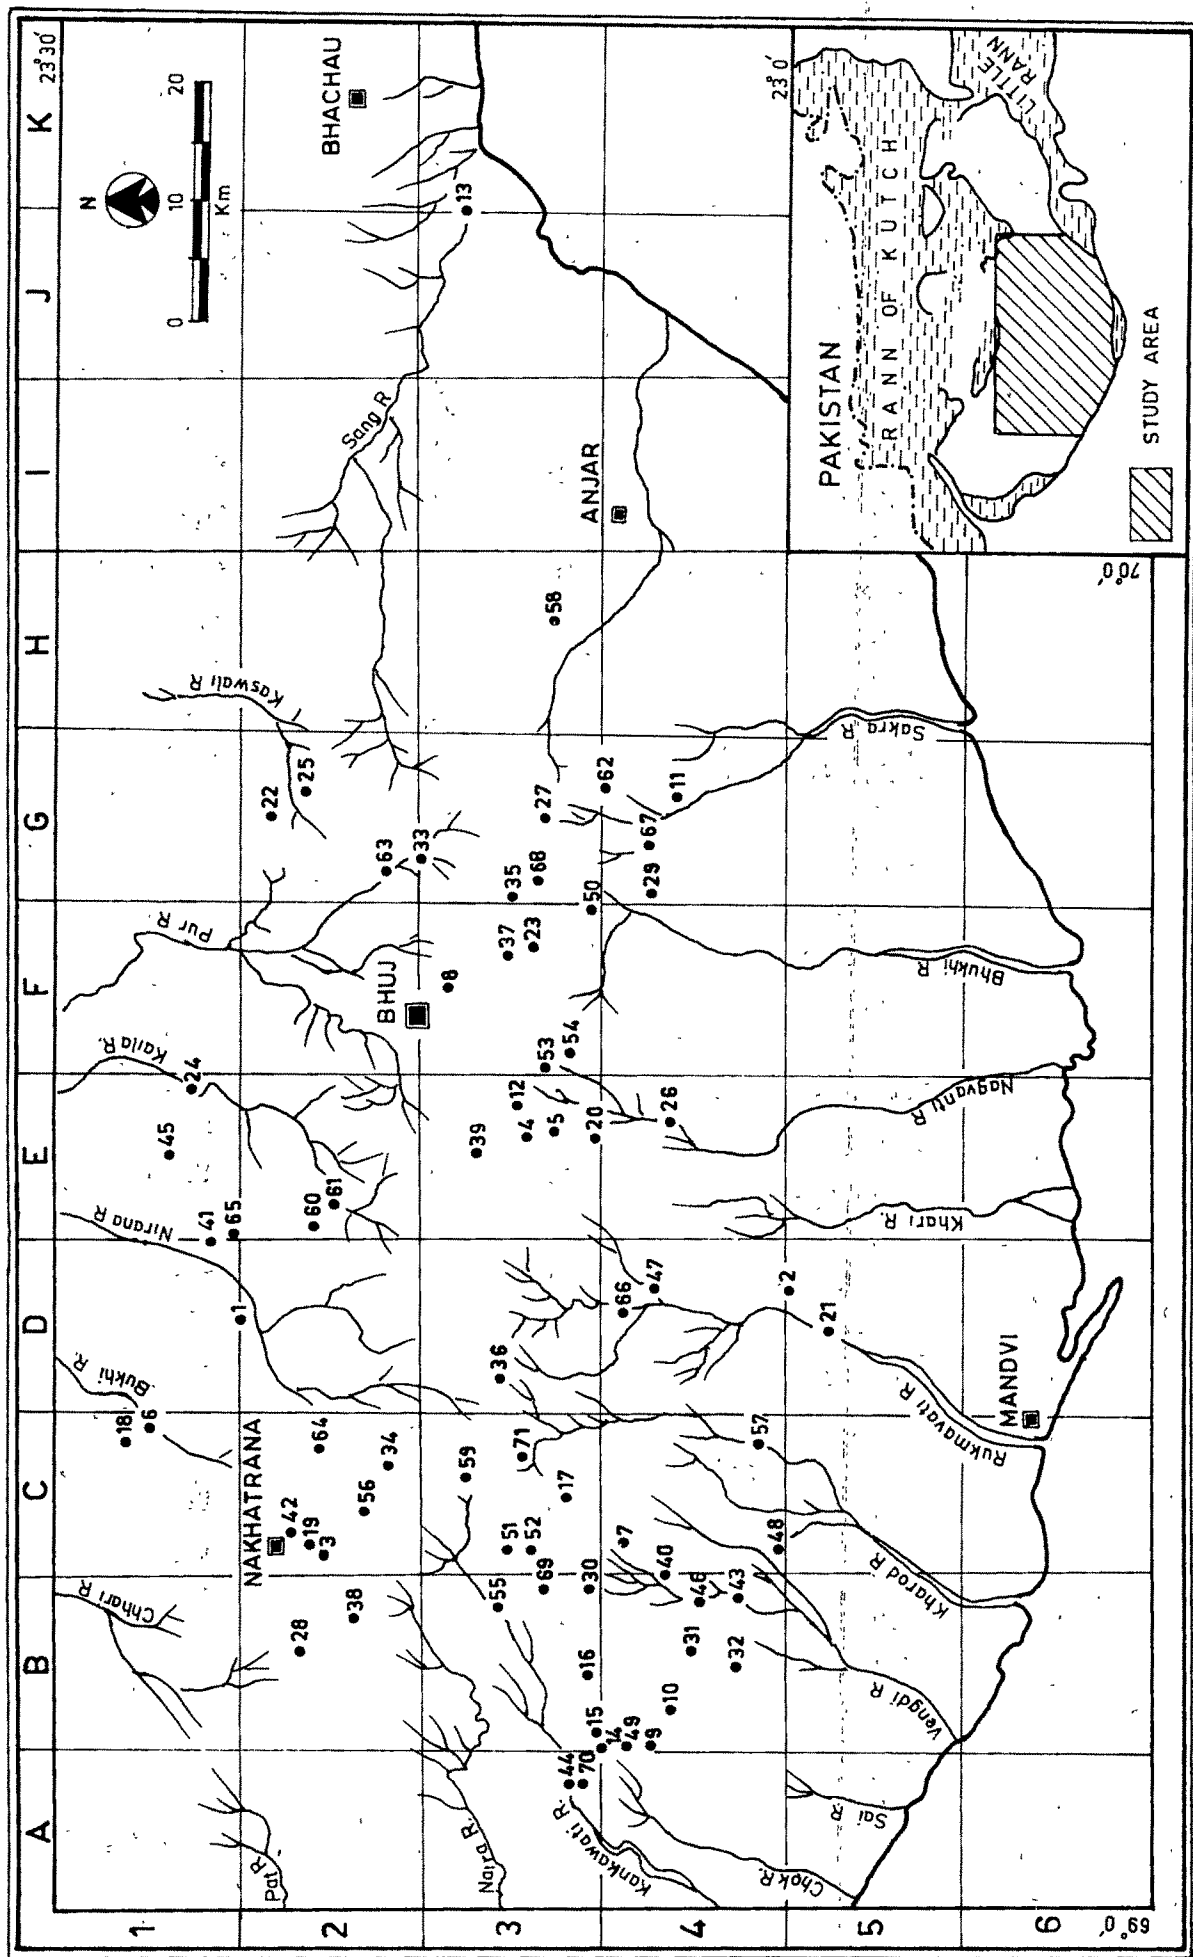 A
B
C
D
E
F
G
H
I
J
K
23°30′
1
2
3
4
5
6
N
0
10
20
Km
Chhari R.
Bukhi R.
Nirana R
Kaila R.
Pur R
Kaswali R
Sang R
BHACHAU
18
6
45
41
65
24
1
NAKHATRANA
42
19
3
28
38
56
64
34
60
61
22
25
63
33
BHUJ
8
13
Pat R
Naira R.
59
55
51
52
69
30
17
71
36
39
4
12
5
20
53
54
37
23
35
68
50
27
62
58
ANJAR
44
70
15
14
16
49
9
10
Kankawati R.
Chok R.
7
40
46
43
31
32
48
57
66
47
2
21
26
29
67
11
Sai R
Vengdi R
Kharod R
Rukmavati R
MANDVI
Khari R.
Nagvanti R
Bhukhi R
Sakra R
69°0′
70°0′
23°0′
PAKISTAN
RANN OF KUTCH
LITTLE RANN
STUDY AREA